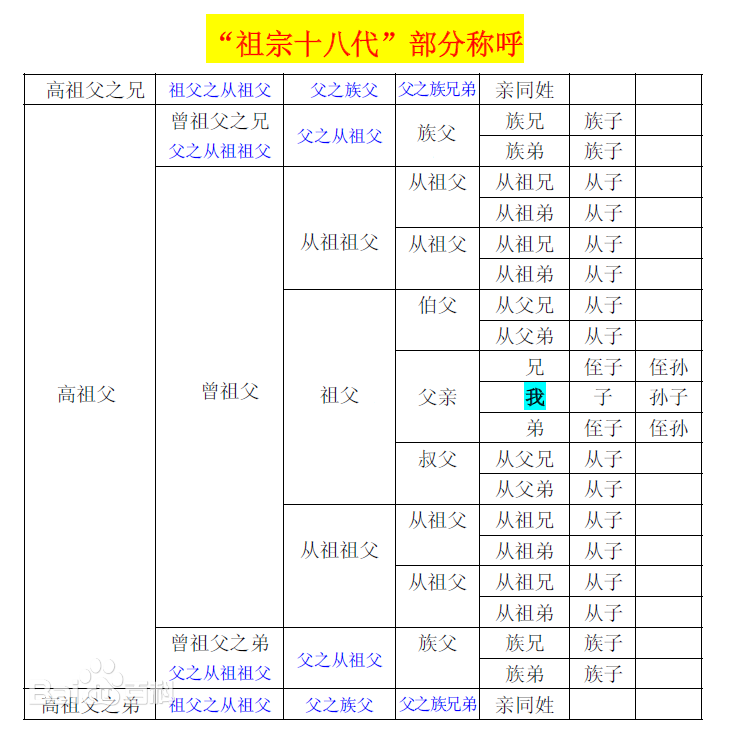 “祖宗十八代”部分称呼
高祖父之兄 祖父之从祖父 父之族父 父之族兄弟 亲同姓
曾祖父之兄
父之从祖祖父
父之从祖父
族父
族兄 族子
族弟 族子
从祖祖父
从祖父
从祖兄 从子
从祖弟 从子
从祖父
从祖兄 从子
从祖弟 从子
高祖父
曾祖父
祖父
伯父
从父兄 从子
从父弟 从子
父亲
兄 侄子 侄孙
我 子 孙子
弟 侄子 侄孙
叔父
从父兄 从子
从父弟 从子
从祖祖父
从祖父
从祖兄 从子
从祖弟 从子
从祖父
从祖兄 从子
从祖弟 从子
曾祖父之弟
父之从祖祖父
父之从祖父
族父
族兄 族子
族弟 族子
Bai百科
高祖父之弟 祖父之从祖父 父之族父 父之族兄弟 亲同姓